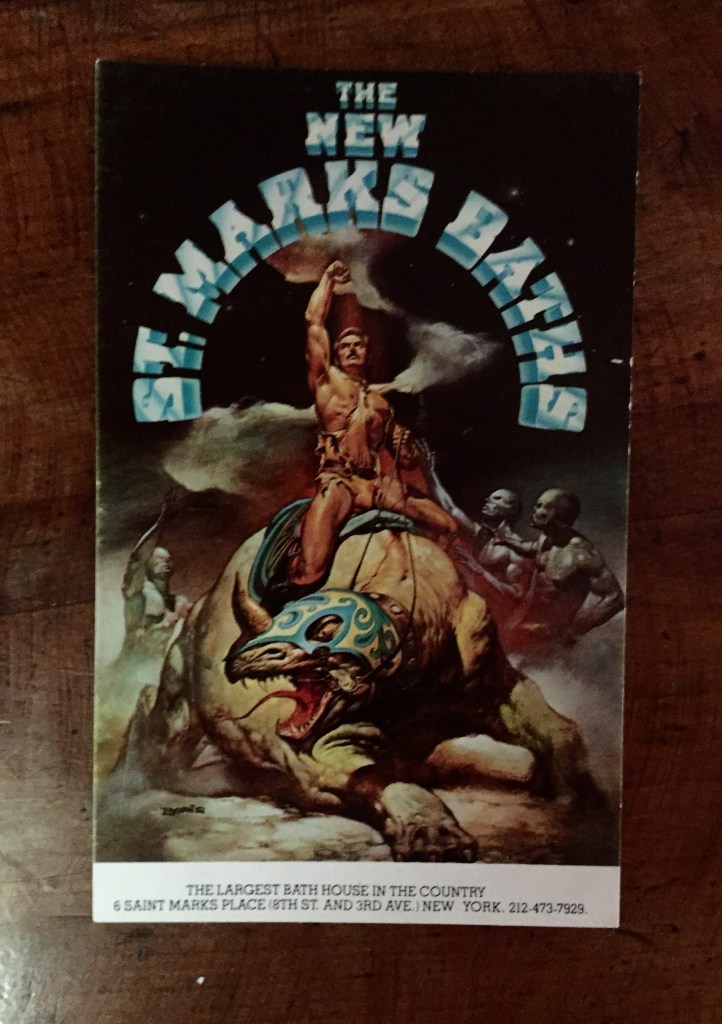 THE
NEW
ST. MARKS BATHS
THE LARGEST BATH HOUSE IN THE COUNTRY
6 SAINT MARKS PLACE (8TH ST. AND 3RD AVE.) NEW YORK. 212-473-7929.